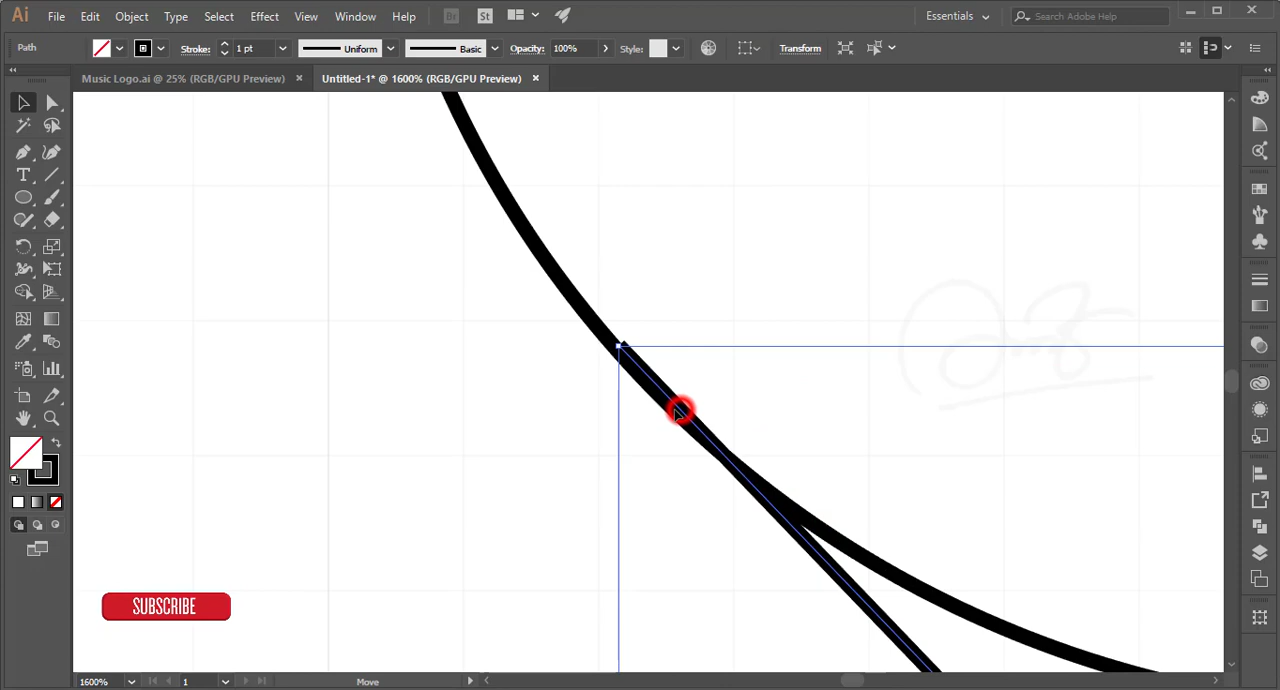 Ai File Edit Object Type Select Effect View Window Help Br St Essentials Search Adobe Help
Path Stroke: 1 pt Uniform Basic Opacity: 100% Style: Transform
Music Logo.ai @ 25% (RGB/GPU Preview) × Untitled-1* @ 1600% (RGB/GPU Preview) ×
SUBSCRIBE
1600% 1 Move